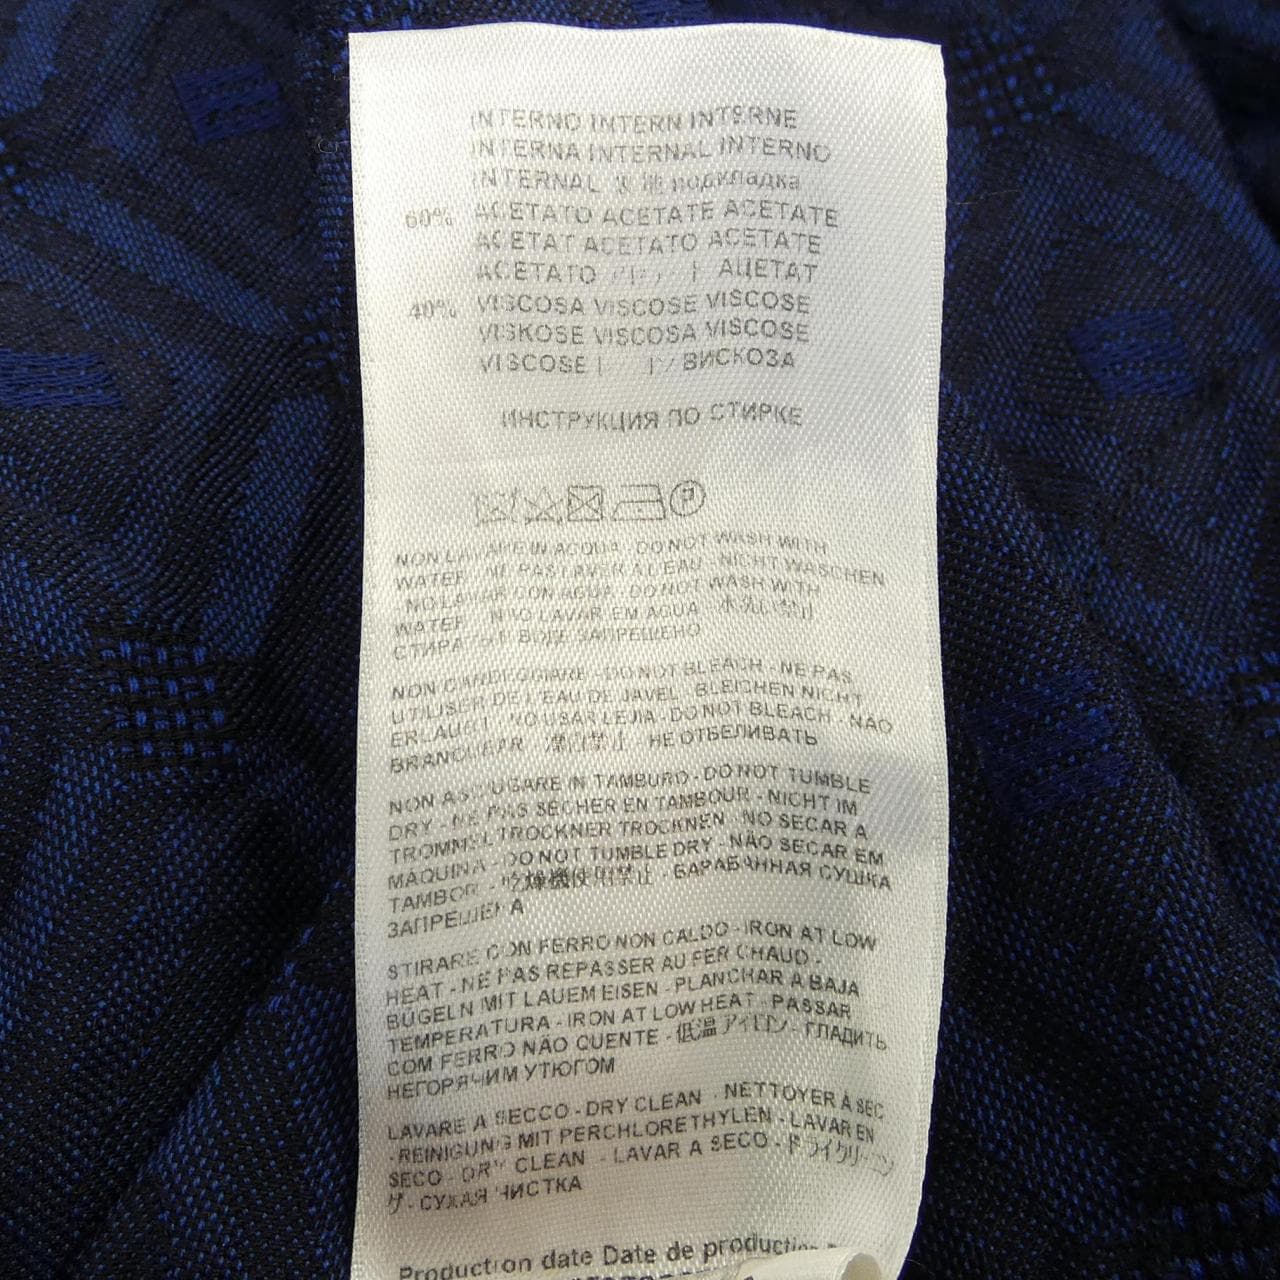 INTERNO INTERN INTERNE
INTERNA INTERNAL INTERNO
INTERNAL 裏 地 подкладка
60% ACETATO ACETATE ACETATE
ACETAT ACETATO ACETATE
ACETATO АЦЕТАТ
40% VISCOSA VISCOSE VISCOSE
VISKOSE VISCOSA VISCOSE
VISCOSE ВИСКОЗА
ИНСТРУКЦИЯ ПО СТИРКЕ
P
NON LAVARE IN ACQUA - DO NOT WASH WITH
WATER - NE PAS LAVER A L'EAU - NICHT WASCHEN
- NO LAVAR CON AGUA - DO NOT WASH WITH
WATER - NÃO LAVAR EM AGUA - 水洗い禁止
СТИРАТЬ В ВОДЕ ЗАПРЕЩЕНО
NON CANDEGGIARE - DO NOT BLEACH - NE PAS
UTILISER DE L'EAU DE JAVEL - BLEICHEN NICHT
ERLAUBT - NO USAR LEJIA - DO NOT BLEACH - NAO
BRANQUEAR - 漂白禁止 - НЕ ОТБЕЛИВАТЬ
NON ASCIUGARE IN TAMBURO - DO NOT TUMBLE
DRY - NE PAS SECHER EN TAMBOUR - NICHT IM
TROMMELTROCKNER TROCKNEN - NO SECAR A
MAQUINA - DO NOT TUMBLE DRY - NÃO SECAR EM
TAMBOR - 乾燥機使用禁止 - БАРАБАННАЯ СУШКА
ЗАПРЕЩЕНА
STIRARE CON FERRO NON CALDO - IRON AT LOW
HEAT - NE PAS REPASSER AU FER CHAUD -
BÜGELN MIT LAUEM EISEN - PLANCHAR A BAJA
TEMPERATURA - IRON AT LOW HEAT - PASSAR
COM FERRO NÃO QUENTE - 低温アイロン - ГЛАДИТЬ
НЕГОРЯЧИМ УТЮГОМ
LAVARE A SECCO - DRY CLEAN - NETTOYER À SEC
- REINIGUNG MIT PERCHLORETHYLEN - LAVAR EN
SECO - DRY CLEAN - LAVAR A SECO - ドライクリーニン
グ - СУХАЯ ЧИСТКА
Production date Date de production